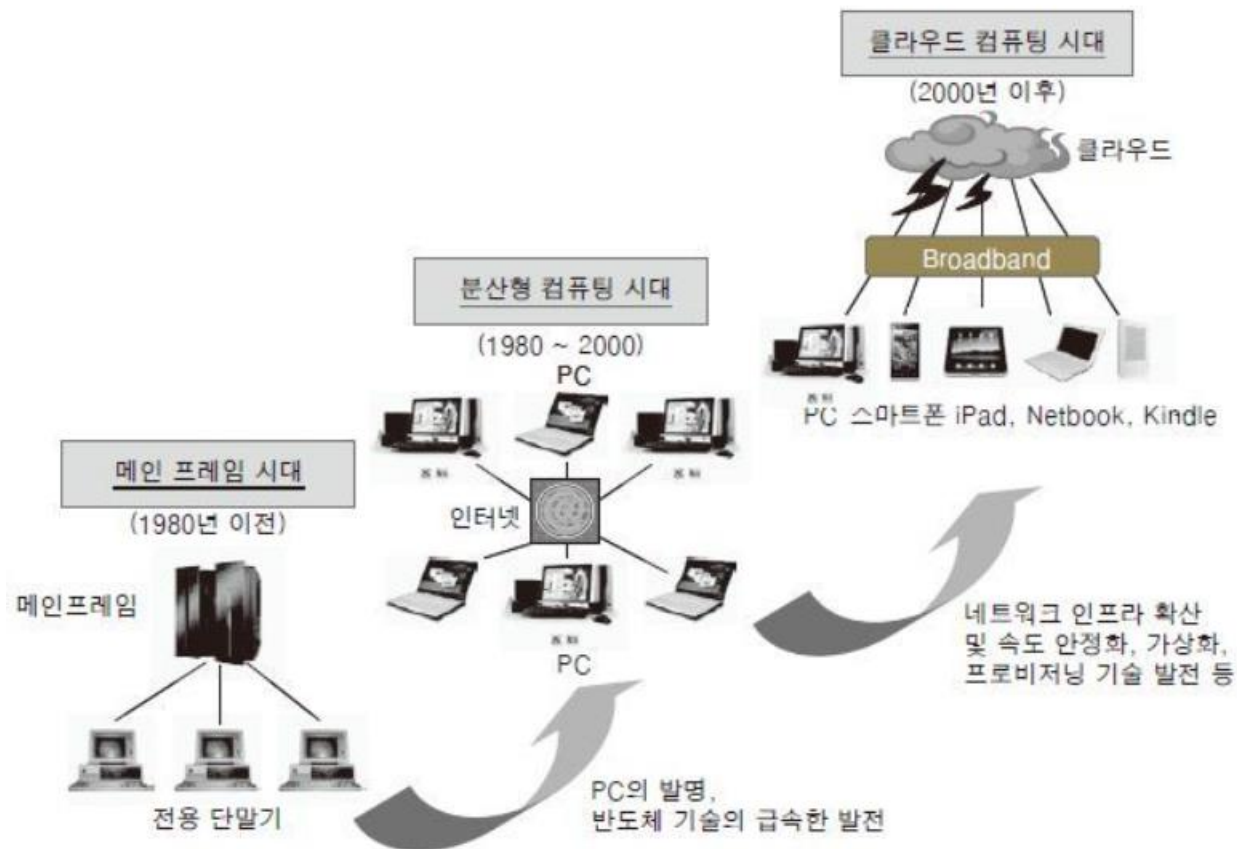 클라우드 컴퓨팅 시대
(2000년 이후)
클라우드
Broadband
PC 스마트폰 iPad, Netbook, Kindle
분산형 컴퓨팅 시대
(1980 ~ 2000)
PC
인터넷
PC
메인 프레임 시대
(1980년 이전)
메인프레임
전용 단말기
네트워크 인프라 확산
및 속도 안정화, 가상화,
프로비저닝 기술 발전 등
PC의 발명,
반도체 기술의 급속한 발전